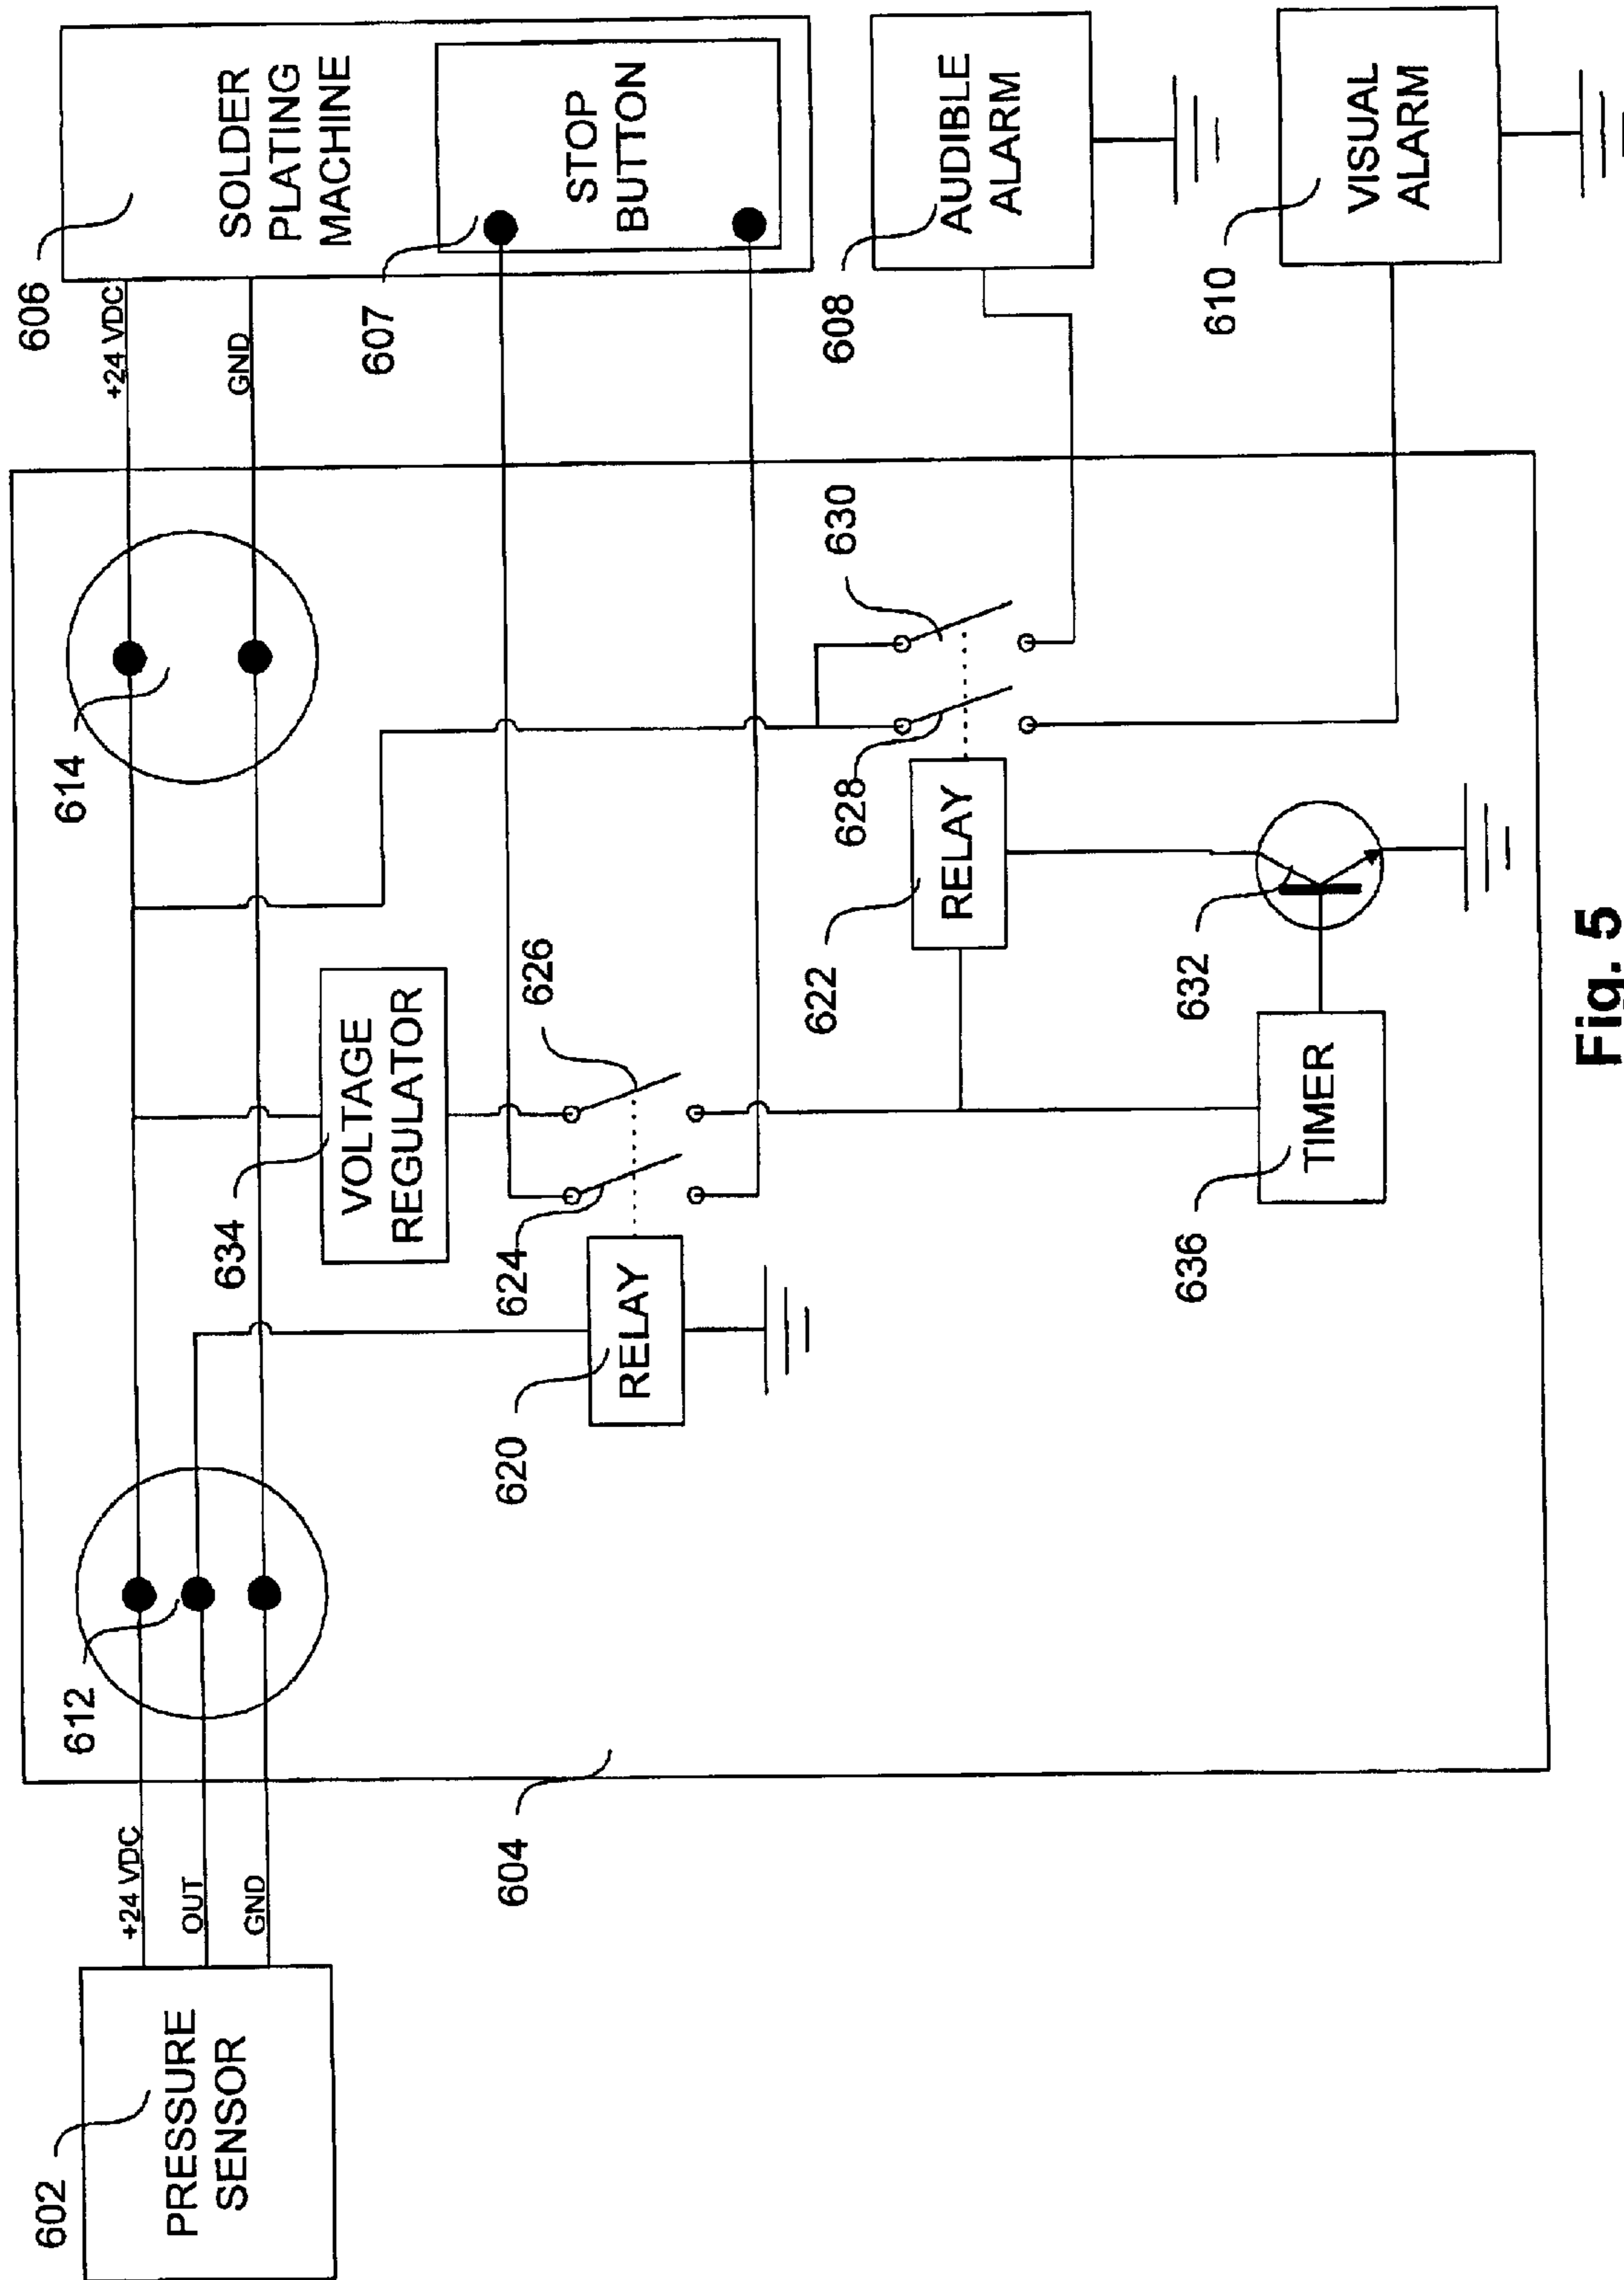 602
PRESSURE
SENSOR
+24 VDC
OUT
GND
604
612
620
RELAY
634
VOLTAGE
REGULATOR
624
626
614
+24 VDC
GND
606
SOLDER
PLATING
MACHINE
607
STOP
BUTTON
608
AUDIBLE
ALARM
610
VISUAL
ALARM
622
RELAY
628
630
632
636
TIMER
Fig. 5